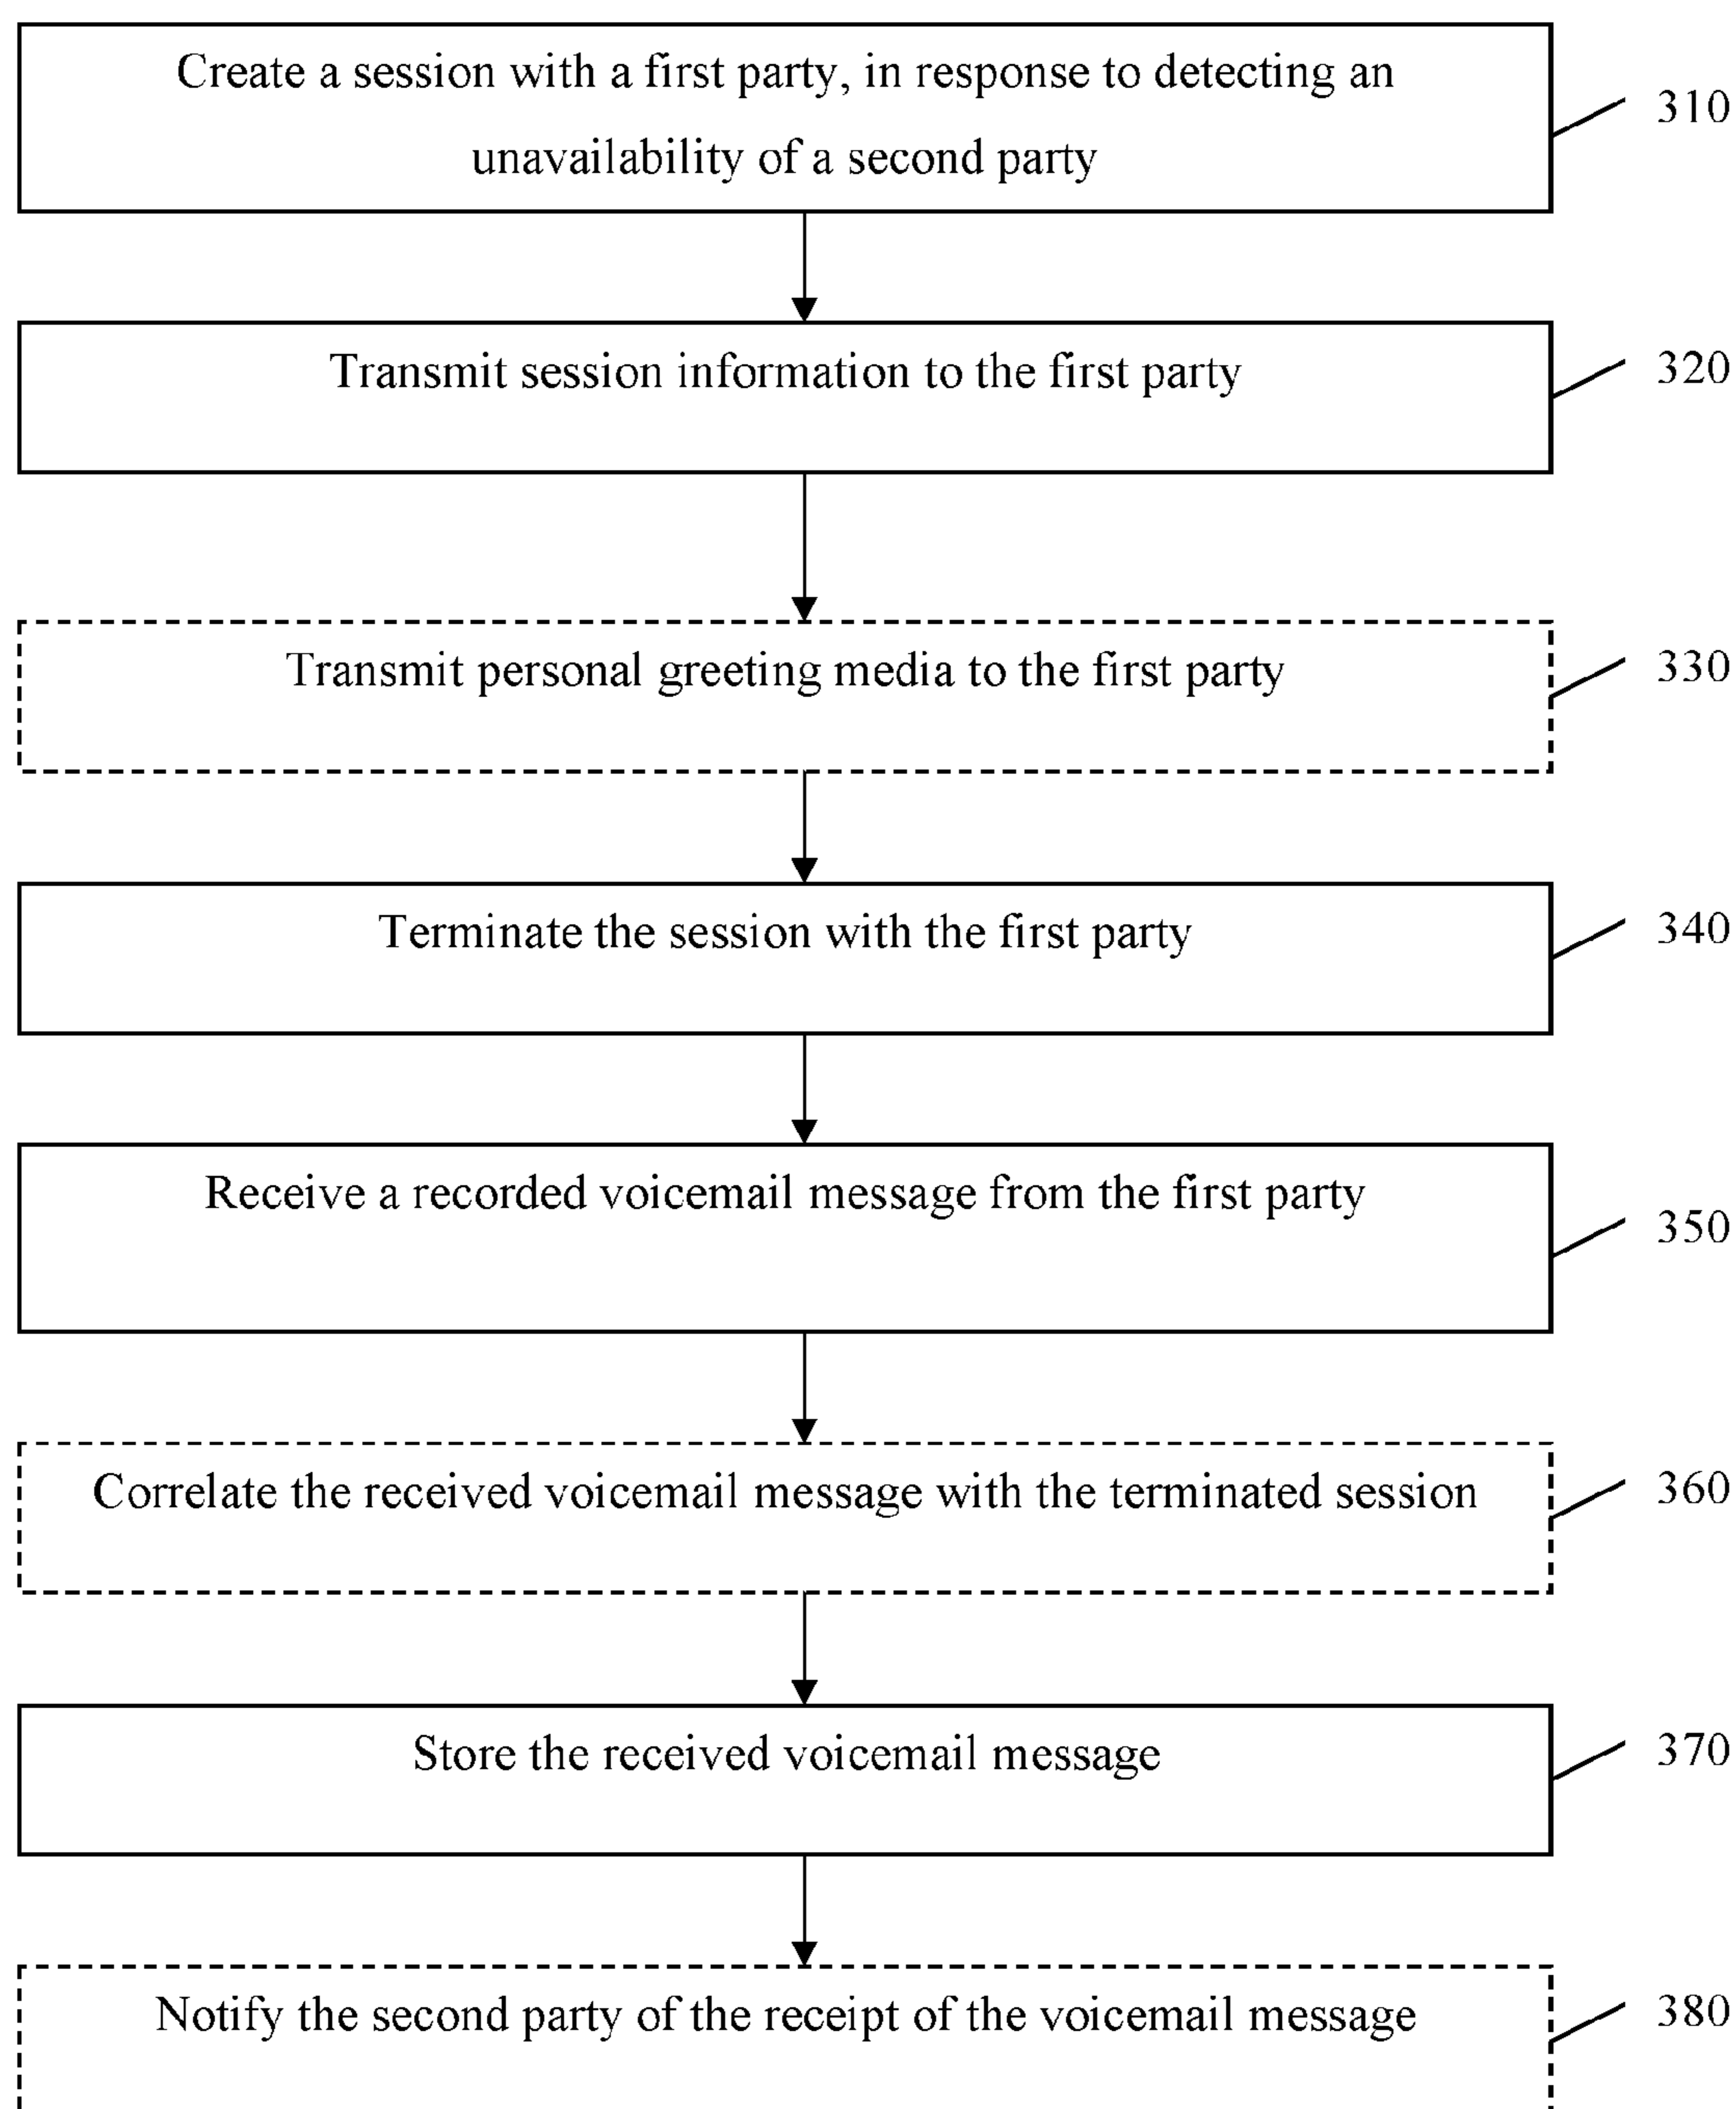 Create a session with a first party, in response to detecting an
unavailability of a second party
310
Transmit session information to the first party
320
Transmit personal greeting media to the first party
330
Terminate the session with the first party
340
Receive a recorded voicemail message from the first party
350
Correlate the received voicemail message with the terminated session
360
Store the received voicemail message
370
Notify the second party of the receipt of the voicemail message
380